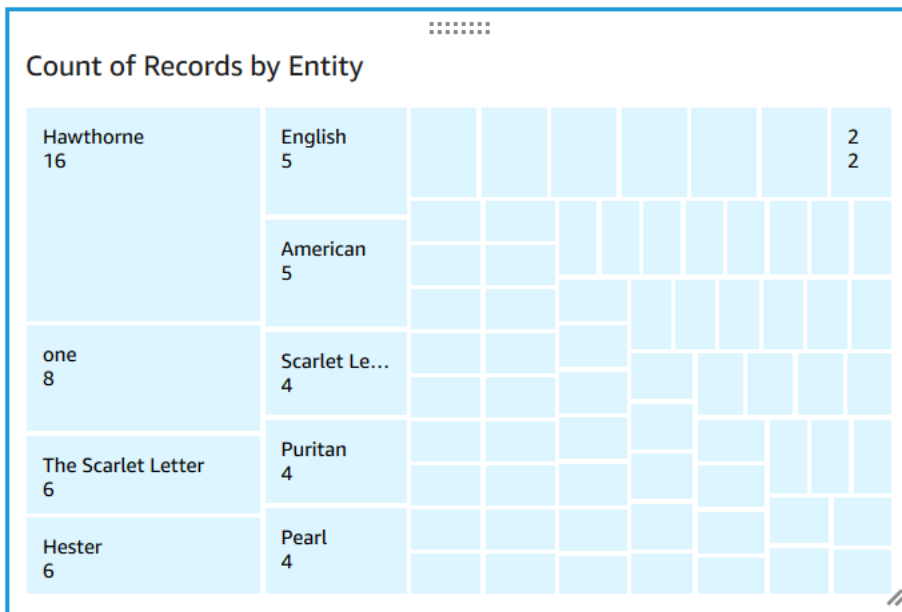 Count of Records by Entity
Hawthorne
16
one
8
The Scarlet Letter
6
Hester
6
English
5
American
5
Scarlet Le...
4
Puritan
4
Pearl
4
2
2